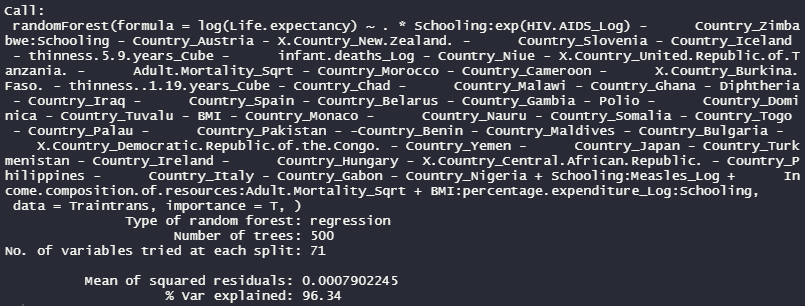 Call:
randomForest(formula = log(Life.expectancy) ~ . * Schooling:exp(HIV.AIDS_Log) - Country_Zimba
bwe:Schooling - Country_Austria - X.Country_New.Zealand. - Country_Slovenia - Country_Iceland
- thinness.5.9.years_Cube - infant.deaths_Log - Country_Niue - X.Country_United.Republic.of.T
anzania. - Adult.Mortality_Sqrt - Country_Morocco - Country_Cameroon - X.Country_Burkina.
Faso. - thinness..1.19.years_Cube - Country_Chad - Country_Malawi - Country_Ghana - Diphtheria
- Country_Iraq - Country_Spain - Country_Belarus - Country_Gambia - Polio - Country_Domi
nica - Country_Tuvalu - BMI - Country_Monaco - Country_Nauru - Country_Somalia - Country_Togo
- Country_Palau - Country_Pakistan - -Country_Benin - Country_Maldives - Country_Bulgaria -
X.Country_Democratic.Republic.of.the.Congo. - Country_Yemen - Country_Japan - Country_Turk
menistan - Country_Ireland - Country_Hungary - X.Country_Central.African.Republic. - Country_P
hilippines - Country_Italy - Country_Gabon - Country_Nigeria + Schooling:Measles_Log + In
come.composition.of.resources:Adult.Mortality_Sqrt + BMI:percentage.expenditure_Log:Schooling,
data = Traintrans, importance = T, )
Type of random forest: regression
Number of trees: 500
No. of variables tried at each split: 71
Mean of squared residuals: 0.0007902245
% Var explained: 96.34